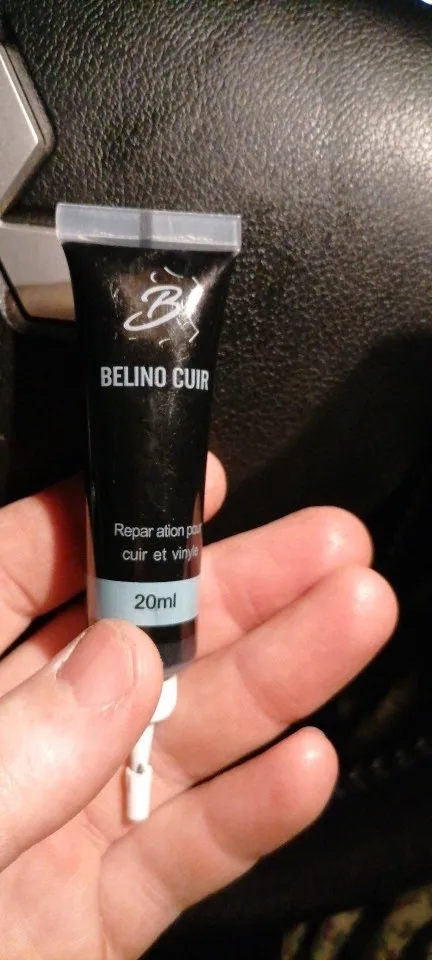 B
BELINO CUIR
Repar ation pour
cuir et vinyle
20ml